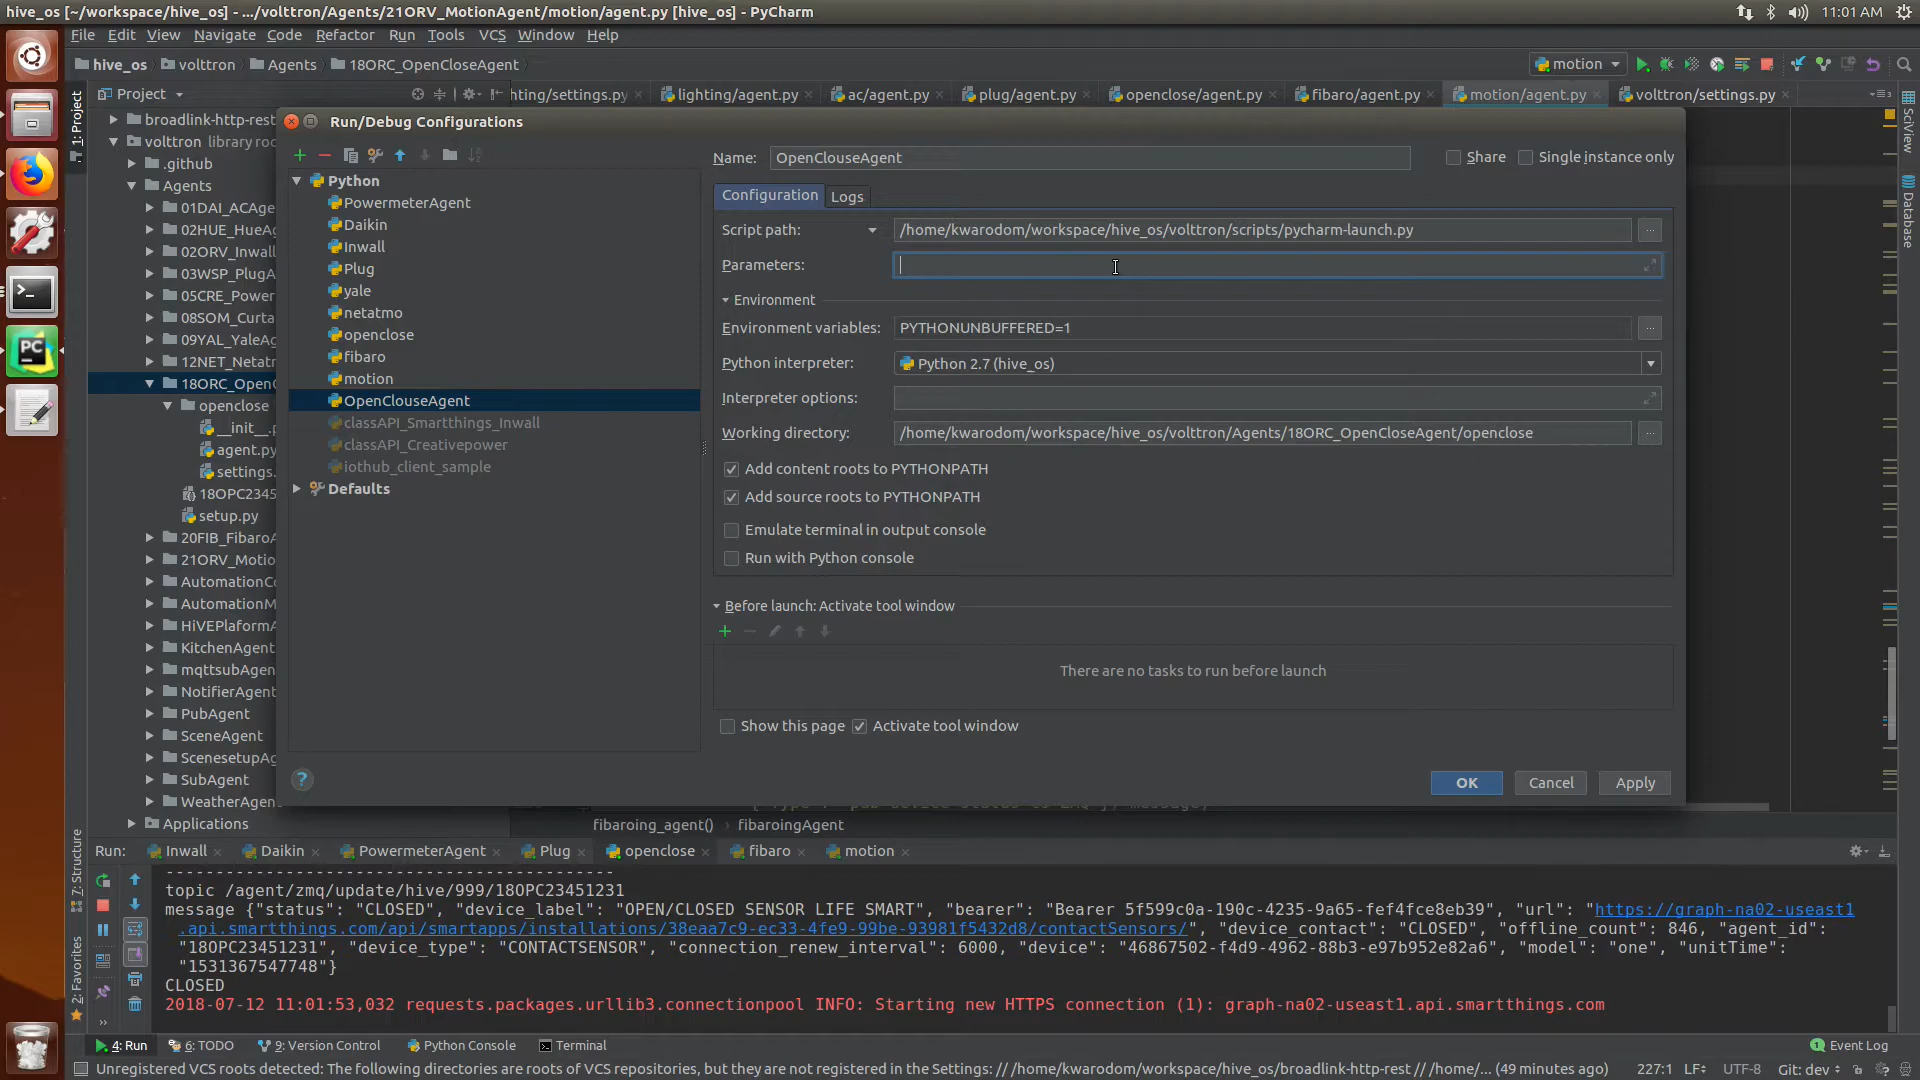 hive_os [~/workspace/hive_os] - .../volttron/Agents/21ORV_MotionAgent/motion/agent.py [hive_os] - PyCharm
11:01 AM
File Edit View Navigate Code Refactor Run Tools VCS Window Help
hive_os volttron Agents 18ORC_OpenCloseAgent
motion
Project
hting/settings.py lighting/agent.py ac/agent.py plug/agent.py openclose/agent.py fibaro/agent.py motion/agent.py volttron/settings.py
1: Project
7: Structure
2: Favorites
SciView
Database
broadlink-http-rest
volttron library roo
.github
Agents
01DAI_ACAge
02HUE_HueAg
02ORV_Inwall
03WSP_PlugA
05CRE_Power
08SOM_Curta
09YAL_YaleAg
12NET_Netatr
18ORC_OpenC
openclose
__init__.p
agent.py
settings.
18OPC2345
setup.py
20FIB_FibaroA
21ORV_Motio
AutomationCo
AutomationM
HiVEPlaformA
KitchenAgent
mqttsubAgen
NotifierAgent
PubAgent
SceneAgent
ScenesetupAg
SubAgent
WeatherAgen
Applications
Run/Debug Configurations
Python
PowermeterAgent
Daikin
Inwall
Plug
yale
netatmo
openclose
fibaro
motion
OpenClouseAgent
classAPI_Smartthings_Inwall
classAPI_Creativepower
iothub_client_sample
Defaults
Name: OpenClouseAgent Share Single instance only
Configuration Logs
Script path: /home/kwarodom/workspace/hive_os/volttron/scripts/pycharm-launch.py ...
Parameters:
Environment
Environment variables: PYTHONUNBUFFERED=1 ...
Python interpreter: Python 2.7 (hive_os)
Interpreter options:
Working directory: /home/kwarodom/workspace/hive_os/volttron/Agents/18ORC_OpenCloseAgent/openclose ...
Add content roots to PYTHONPATH
Add source roots to PYTHONPATH
Emulate terminal in output console
Run with Python console
Before launch: Activate tool window
There are no tasks to run before launch
Show this page Activate tool window
?
OK Cancel Apply
fibaroing_agent() fibaroingAgent
Run: Inwall Daikin PowermeterAgent Plug openclose fibaro motion
--------------------------------------------
topic /agent/zmq/update/hive/999/18OPC23451231
message {"status": "CLOSED", "device_label": "OPEN/CLOSED SENSOR LIFE SMART", "bearer": "Bearer 5f599c0a-190c-4235-9a65-fef4fce8eb39", "url": "https://graph-na02-useast1
.api.smartthings.com/api/smartapps/installations/38eaa7c9-ec33-4fe9-99be-93981f5432d8/contactSensors/", "device_contact": "CLOSED", "offline_count": 846, "agent_id":
"18OPC23451231", "device_type": "CONTACTSENSOR", "connection_renew_interval": 6000, "device": "46867502-f4d9-4962-88b3-e97b952e82a6", "model": "one", "unitTime":
"1531367547748"}
CLOSED
2018-07-12 11:01:53,032 requests.packages.urllib3.connectionpool INFO: Starting new HTTPS connection (1): graph-na02-useast1.api.smartthings.com
4: Run 6: TODO 9: Version Control Python Console Terminal 1 Event Log
Unregistered VCS roots detected: The following directories are roots of VCS repositories, but they are not registered in the Settings: // /home/kwarodom/workspace/hive_os/broadlink-http-rest // /home/... (49 minutes ago) 227:1 LF UTF-8 Git: dev